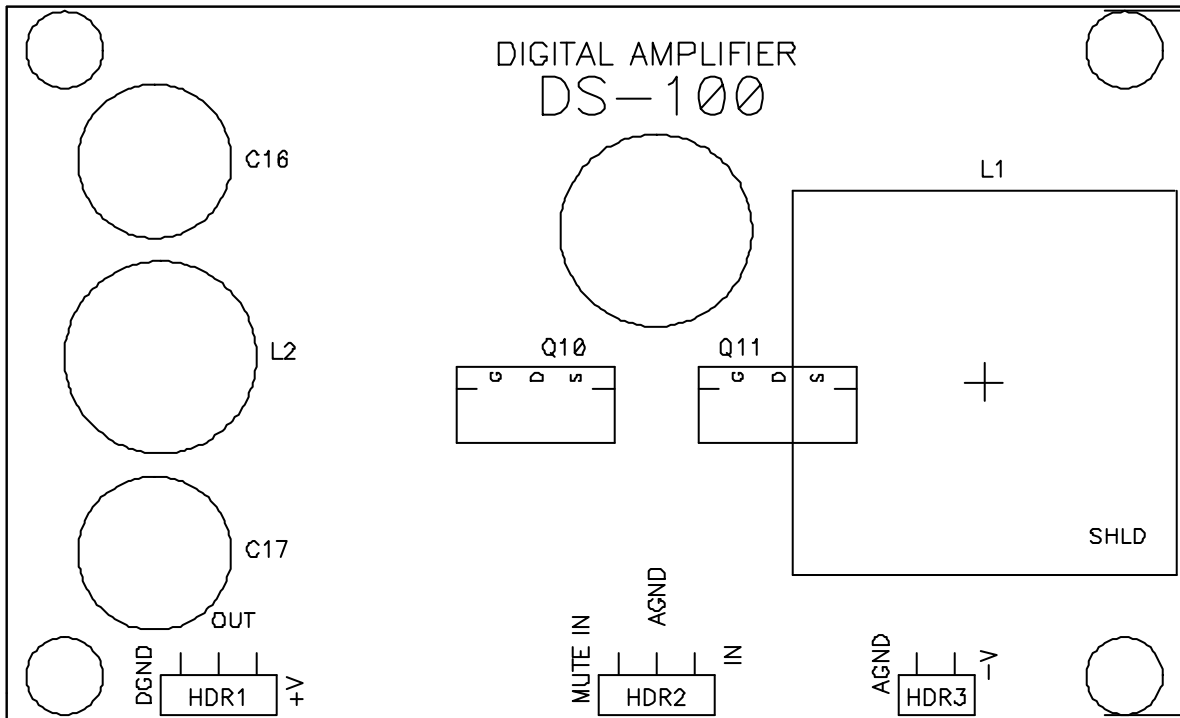 DIGITAL AMPLIFIER
DS-100
C16
L1
L2
Q10
Q11
G D S
G D S
SHLD
C17
OUT
DGND
HDR1
+V
MUTE IN
AGND
HDR2
IN
AGND
HDR3
-V